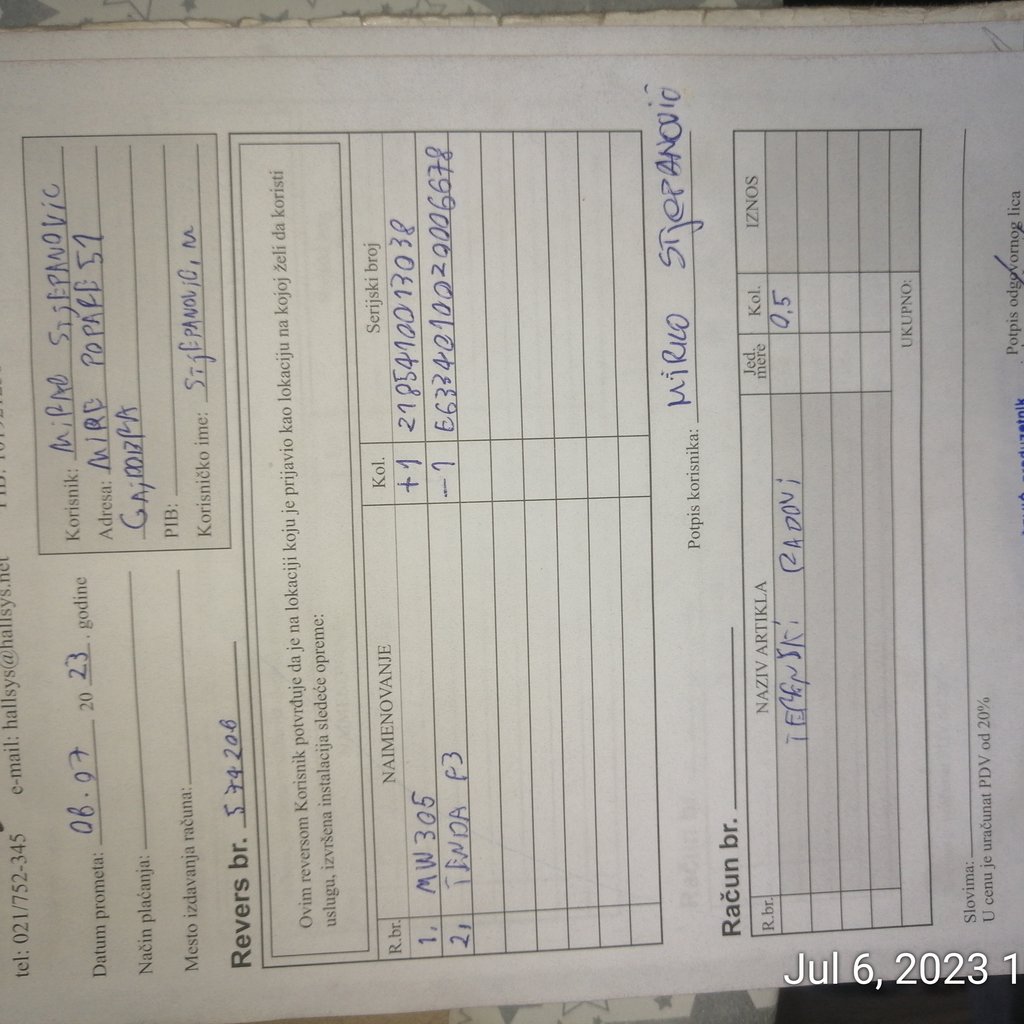 tel: 021/752-345 e-mail: hallsys@hallsys.net
Datum prometa: 06.07 20 23. godine
Način plaćanja:
Mesto izdavanja računa:
Korisnik: STJEPANOVIC
Adresa: MIRE POPARE 51
GAJDOBRA
PIB:
Korisničko ime: STJEPANOVIC, M
Revers br. 574206
Ovim reversom Korisnik potvrđuje da je na lokaciji koju je prijavio kao lokaciju na kojoj želi da koristi
uslugu, izvršena instalacija sledeće opreme:
R.br. NAIMENOVANJE Kol. Serijski broj
1. MW305 +1 2185410013038
2, TENDA F3 -1 E6334010020006678
Potpis korisnika: MIRKO STJEPANOVIĆ
Račun br.
R.br. NAZIV ARTIKLA Jed. mere Kol. IZNOS
TEHNIČKI RADOVI 0,5
UKUPNO:
Slovima:
U cenu je uračunat PDV od 20%
Potpis odgovornog lica
Jul 6, 2023 1